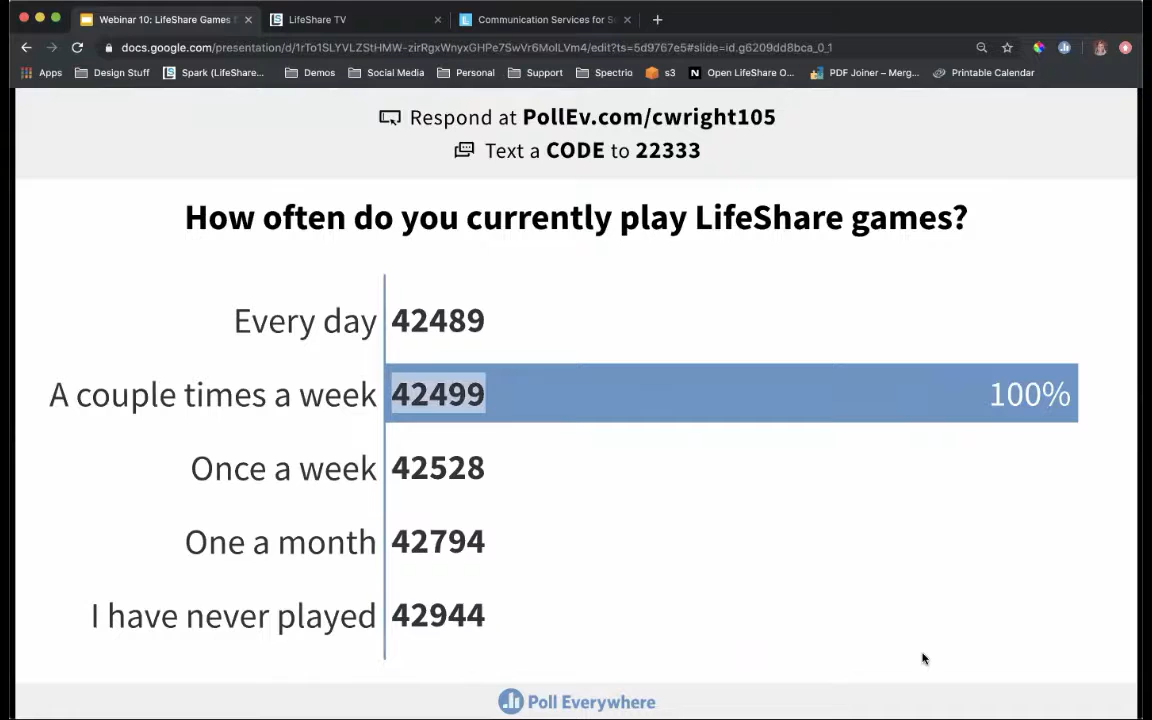 Webinar 10: LifeShare Games
LifeShare TV
Communication Services for S
docs.google.com/presentation/d/1rTo1SLYVLZStHMW-zirRgxWnyxGHPe7SwVr6MolLVm4/edit?ts=5d9767e5#slide=id.g6209dd8bca_0_1
Apps Design Stuff Spark (LifeShare... Demos Social Media Personal Support Spectrio s3 Open LifeShare O... PDF Joiner – Merg... Printable Calendar
Respond at PollEv.com/cwright105
Text a CODE to 22333
How often do you currently play LifeShare games?
Every day 42489
A couple times a week 42499 100%
Once a week 42528
One a month 42794
I have never played 42944
Poll Everywhere